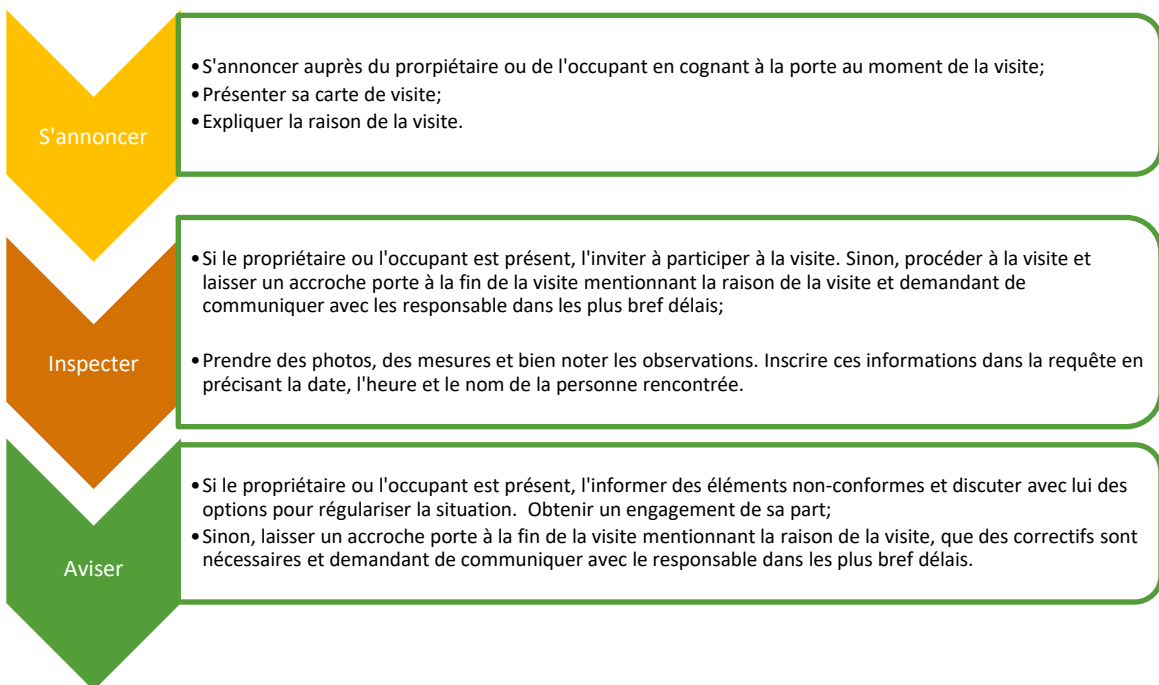 S'annoncer
•S'annoncer auprès du prorpiétaire ou de l'occupant en cognant à la porte au moment de la visite;
•Présenter sa carte de visite;
•Expliquer la raison de la visite.
Inspecter
•Si le propriétaire ou l'occupant est présent, l'inviter à participer à la visite. Sinon, procéder à la visite et
laisser un accroche porte à la fin de la visite mentionnant la raison de la visite et demandant de
communiquer avec les responsable dans les plus bref délais;
•Prendre des photos, des mesures et bien noter les observations. Inscrire ces informations dans la requête en
précisant la date, l'heure et le nom de la personne rencontrée.
Aviser
•Si le propriétaire ou l'occupant est présent, l'informer des éléments non-conformes et discuter avec lui des
options pour régulariser la situation.  Obtenir un engagement de sa part;
•Sinon, laisser un accroche porte à la fin de la visite mentionnant la raison de la visite, que des correctifs sont
nécessaires et demandant de communiquer avec le responsable dans les plus bref délais.